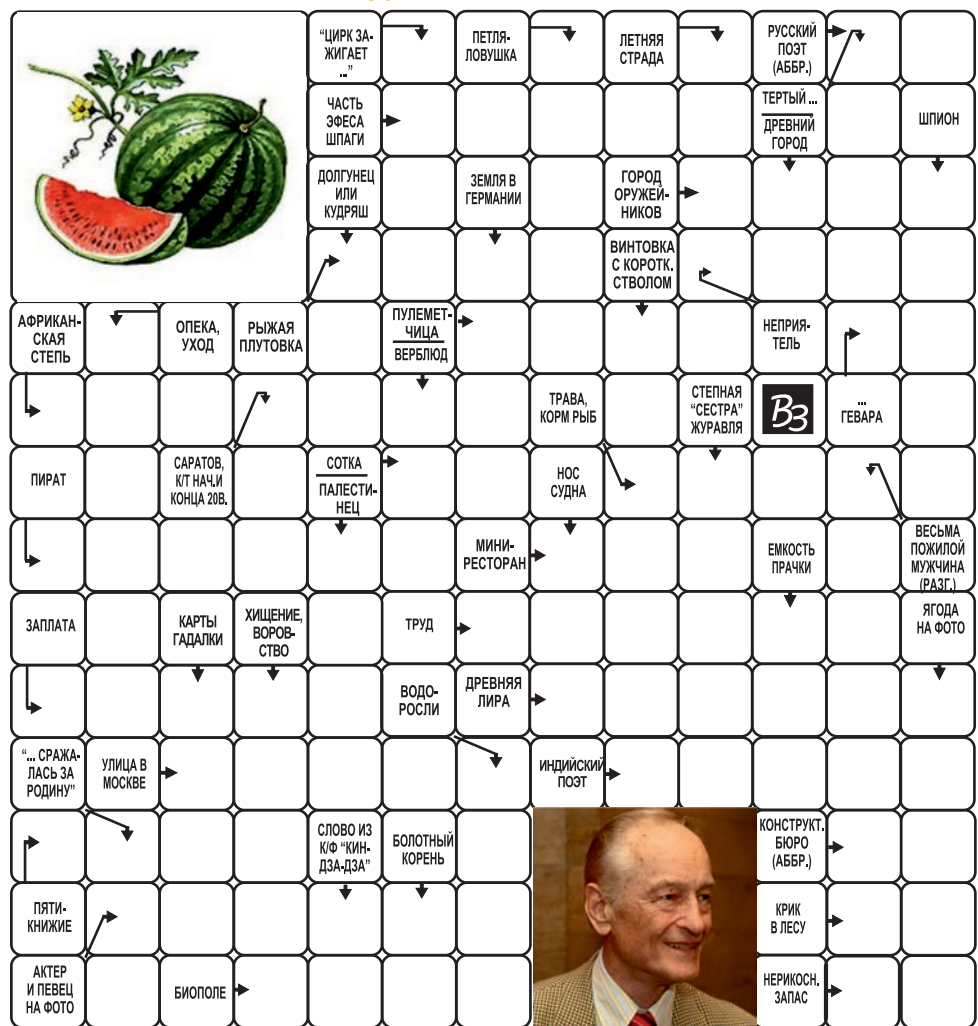 “ЦИРК ЗА-
ЖИГАЕТ
...”
ПЕТЛЯ-
ЛОВУШКА
ЛЕТНЯЯ
СТРАДА
РУССКИЙ
ПОЭТ
(АББР.)
ЧАСТЬ
ЭФЕСА
ШПАГИ
ТЕРТЫЙ ...
ДРЕВНИЙ
ГОРОД
ШПИОН
ДОЛГУНЕЦ
ИЛИ
КУДРЯШ
ЗЕМЛЯ В
ГЕРМАНИИ
ГОРОД
ОРУЖЕЙ-
НИКОВ
ВИНТОВКА
С КОРОТК.
СТВОЛОМ
АФРИКАН-
СКАЯ
СТЕПЬ
ОПЕКА,
УХОД
РЫЖАЯ
ПЛУТОВКА
ПУЛЕМЕТ-
ЧИЦА
ВЕРБЛЮД
НЕПРИЯ-
ТЕЛЬ
ТРАВА,
КОРМ РЫБ
СТЕПНАЯ
“СЕСТРА”
ЖУРАВЛЯ
ВЗ
...
ГЕВАРА
ПИРАТ
САРАТОВ,
К/Т НАЧ.И
КОНЦА 20В.
СОТКА
ПАЛЕСТИ-
НЕЦ
НОС
СУДНА
МИНИ-
РЕСТОРАН
ЕМКОСТЬ
ПРАЧКИ
ВЕСЬМА
ПОЖИЛОЙ
МУЖЧИНА
(РАЗГ.)
ЗАПЛАТА
КАРТЫ
ГАДАЛКИ
ХИЩЕНИЕ,
ВОРОВ-
СТВО
ТРУД
ЯГОДА
НА ФОТО
ВОДО-
РОСЛИ
ДРЕВНЯЯ
ЛИРА
“... СРАЖА-
ЛАСЬ ЗА
РОДИНУ”
УЛИЦА В
МОСКВЕ
ИНДИЙСКИЙ
ПОЭТ
СЛОВО ИЗ
К/Ф “КИН-
ДЗА-ДЗА”
БОЛОТНЫЙ
КОРЕНЬ
КОНСТРУКТ.
БЮРО
(АББР.)
ПЯТИ-
КНИЖИЕ
КРИК
В ЛЕСУ
АКТЕР
И ПЕВЕЦ
НА ФОТО
БИОПОЛЕ
НЕРИКОСН.
ЗАПАС